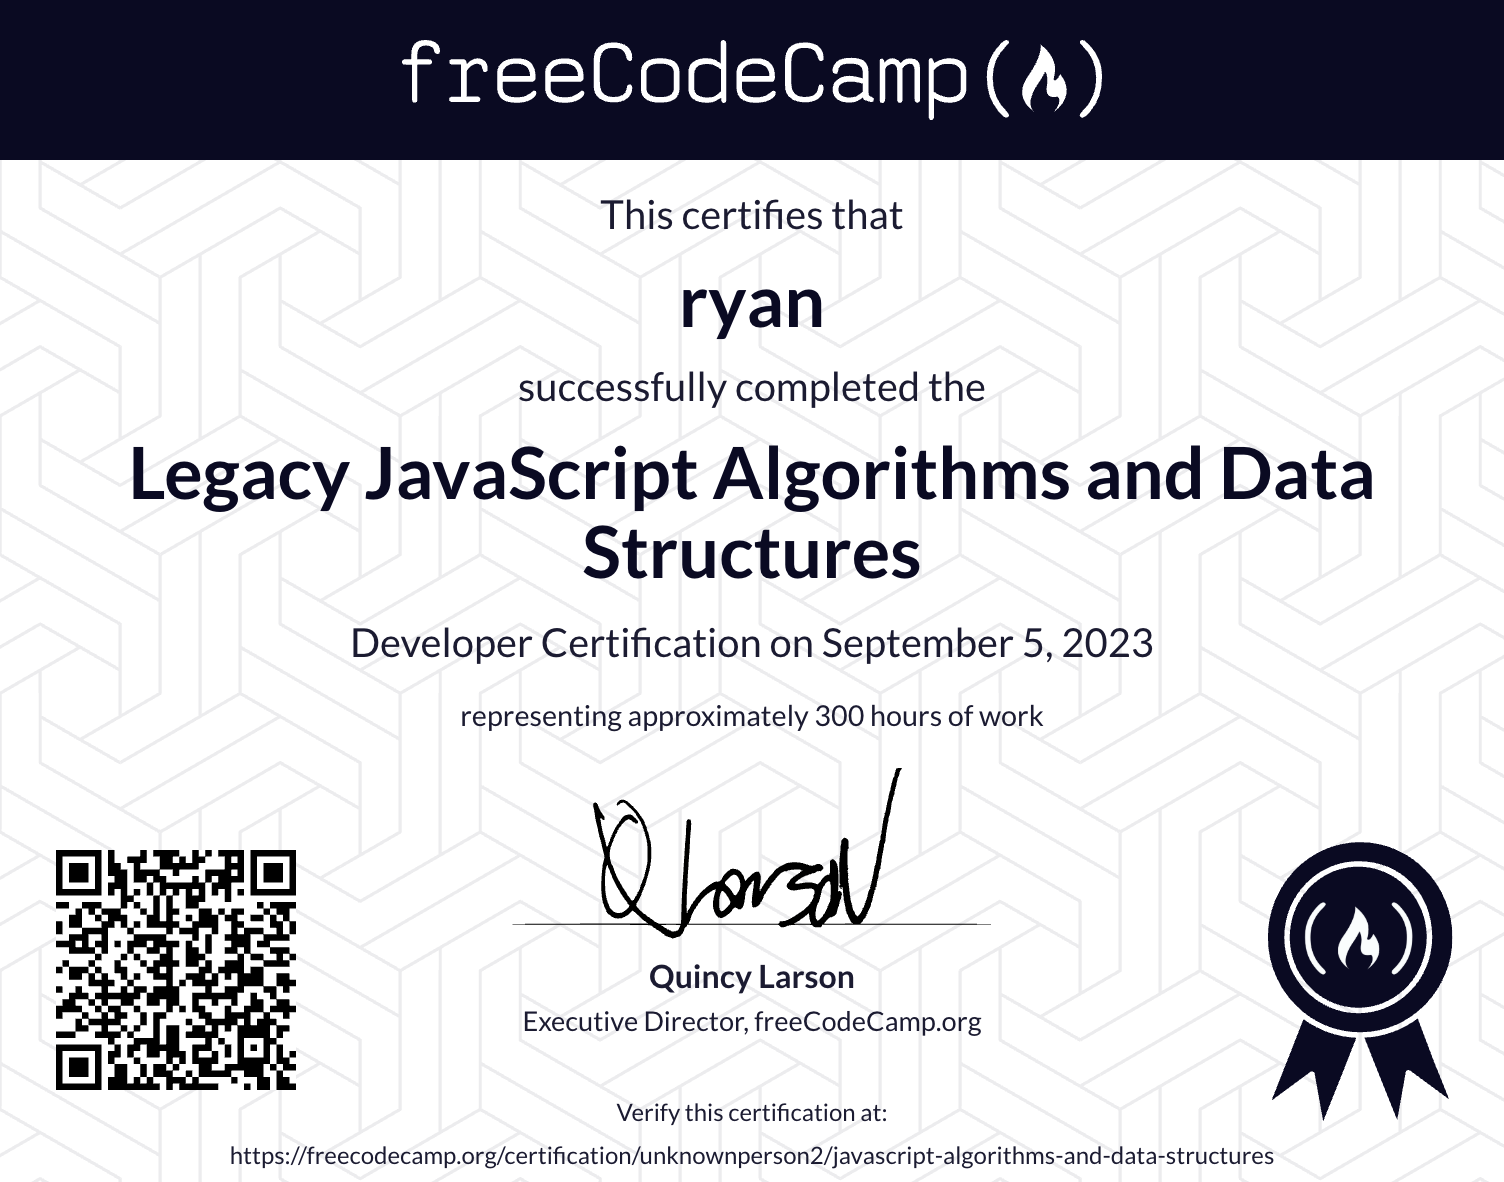 freeCodeCamp(🔥)
This certifies that
ryan
successfully completed the
Legacy JavaScript Algorithms and Data
Structures
Developer Certification on September 5, 2023
representing approximately 300 hours of work
Q Larson
Quincy Larson
Executive Director, freeCodeCamp.org
Verify this certification at:
https://freecodecamp.org/certification/unknownperson2/javascript-algorithms-and-data-structures